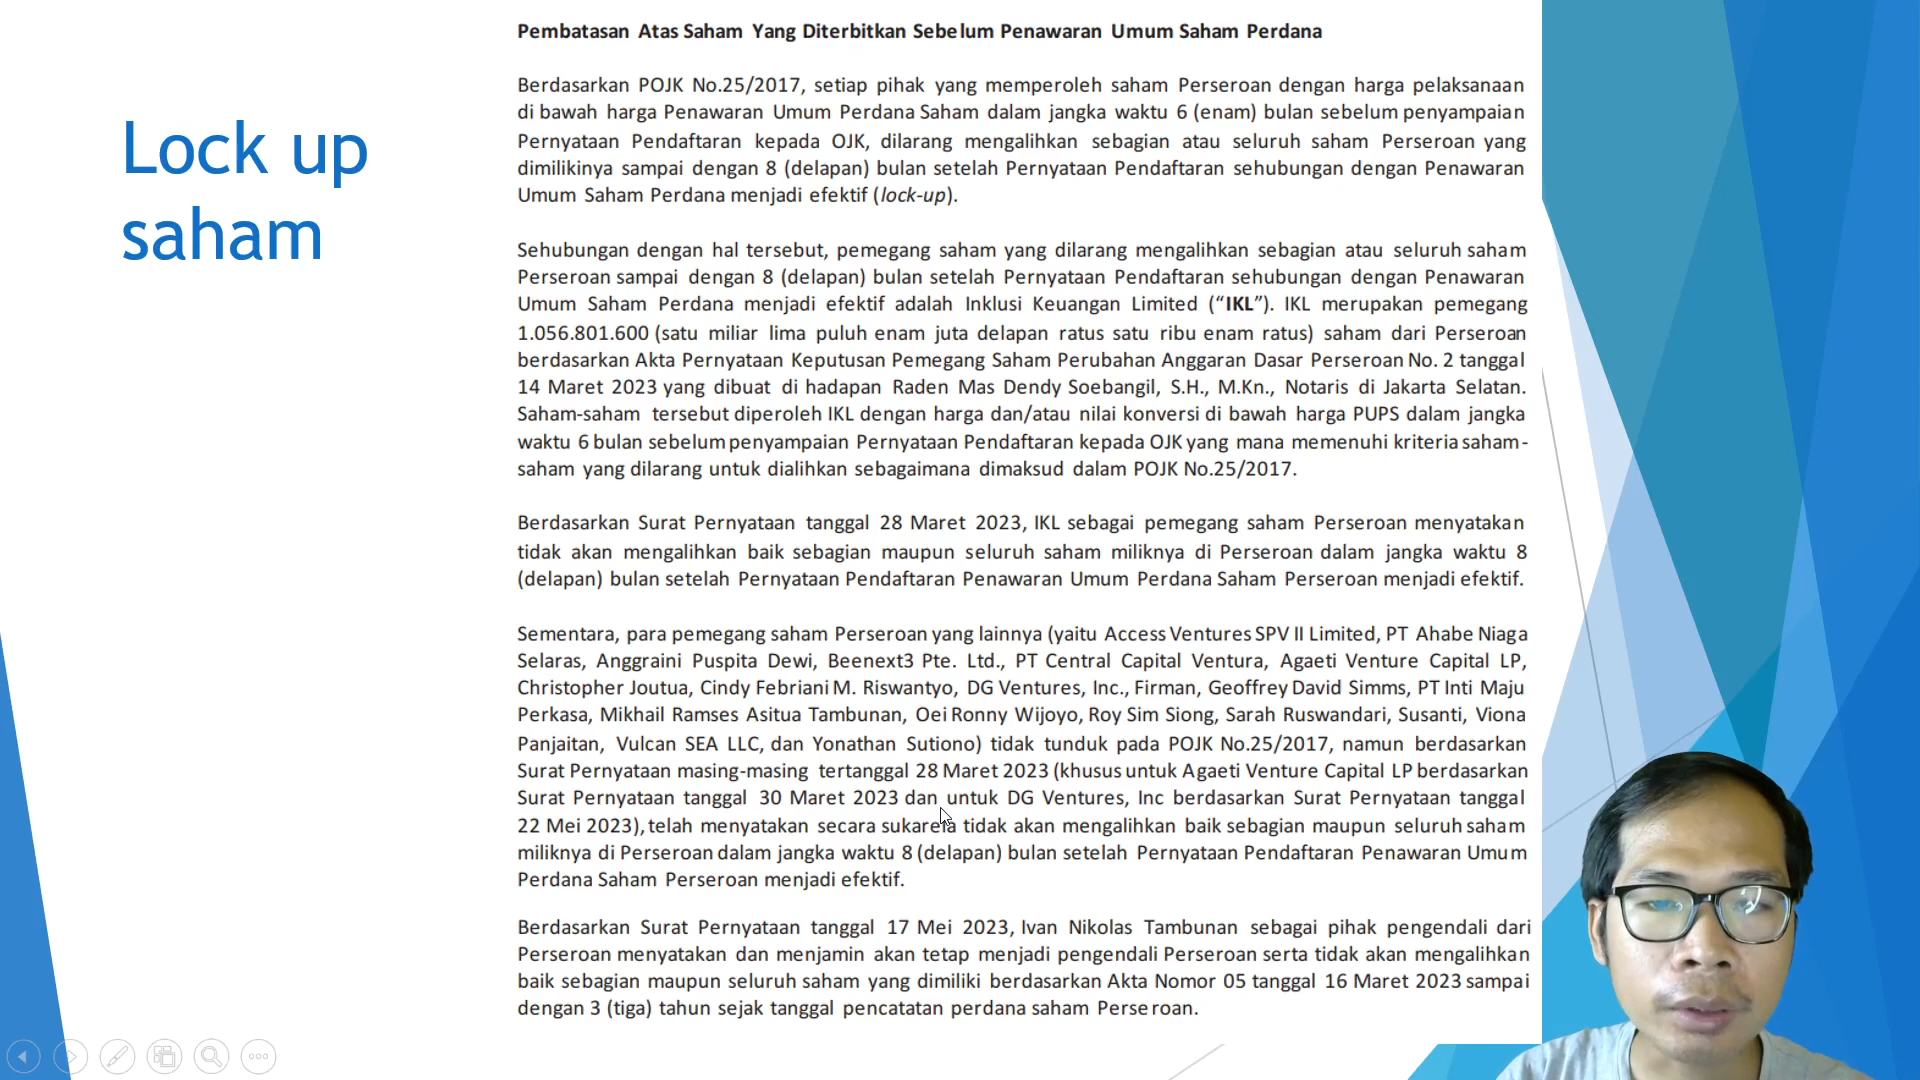 Lock up
saham
Pembatasan Atas Saham Yang Diterbitkan Sebelum Penawaran Umum Saham Perdana
Berdasarkan POJK No.25/2017, setiap pihak yang memperoleh saham Perseroan dengan harga pelaksanaan
di bawah harga Penawaran Umum Perdana Saham dalam jangka waktu 6 (enam) bulan sebelum penyampaian
Pernyataan Pendaftaran kepada OJK, dilarang mengalihkan sebagian atau seluruh saham Perseroan yang
dimilikinya sampai dengan 8 (delapan) bulan setelah Pernyataan Pendaftaran sehubungan dengan Penawaran
Umum Saham Perdana menjadi efektif (lock-up).
Sehubungan dengan hal tersebut, pemegang saham yang dilarang mengalihkan sebagian atau seluruh saham
Perseroan sampai dengan 8 (delapan) bulan setelah Pernyataan Pendaftaran sehubungan dengan Penawaran
Umum Saham Perdana menjadi efektif adalah Inklusi Keuangan Limited (“IKL”). IKL merupakan pemegang
1.056.801.600 (satu miliar lima puluh enam juta delapan ratus satu ribu enam ratus) saham dari Perseroan
berdasarkan Akta Pernyataan Keputusan Pemegang Saham Perubahan Anggaran Dasar Perseroan No. 2 tanggal
14 Maret 2023 yang dibuat di hadapan Raden Mas Dendy Soebangil, S.H., M.Kn., Notaris di Jakarta Selatan.
Saham-saham tersebut diperoleh IKL dengan harga dan/atau nilai konversi di bawah harga PUPS dalam jangka
waktu 6 bulan sebelum penyampaian Pernyataan Pendaftaran kepada OJK yang mana memenuhi kriteria saham-
saham yang dilarang untuk dialihkan sebagaimana dimaksud dalam POJK No.25/2017.
Berdasarkan Surat Pernyataan tanggal 28 Maret 2023, IKL sebagai pemegang saham Perseroan menyatakan
tidak akan mengalihkan baik sebagian maupun seluruh saham miliknya di Perseroan dalam jangka waktu 8
(delapan) bulan setelah Pernyataan Pendaftaran Penawaran Umum Perdana Saham Perseroan menjadi efektif.
Sementara, para pemegang saham Perseroan yang lainnya (yaitu Access Ventures SPV II Limited, PT Ahabe Niaga
Selaras, Anggraini Puspita Dewi, Beenext3 Pte. Ltd., PT Central Capital Ventura, Agaeti Venture Capital LP,
Christopher Joutua, Cindy Febriani M. Riswantyo, DG Ventures, Inc., Firman, Geoffrey David Simms, PT Inti Maju
Perkasa, Mikhail Ramses Asitua Tambunan, Oei Ronny Wijoyo, Roy Sim Siong, Sarah Ruswandari, Susanti, Viona
Panjaitan, Vulcan SEA LLC, dan Yonathan Sutiono) tidak tunduk pada POJK No.25/2017, namun berdasarkan
Surat Pernyataan masing-masing tertanggal 28 Maret 2023 (khusus untuk Agaeti Venture Capital LP berdasarkan
Surat Pernyataan tanggal 30 Maret 2023 dan untuk DG Ventures, Inc berdasarkan Surat Pernyataan tanggal
22 Mei 2023), telah menyatakan secara sukarela tidak akan mengalihkan baik sebagian maupun seluruh saham
miliknya di Perseroan dalam jangka waktu 8 (delapan) bulan setelah Pernyataan Pendaftaran Penawaran Umum
Perdana Saham Perseroan menjadi efektif.
Berdasarkan Surat Pernyataan tanggal 17 Mei 2023, Ivan Nikolas Tambunan sebagai pihak pengendali dari
Perseroan menyatakan dan menjamin akan tetap menjadi pengendali Perseroan serta tidak akan mengalihkan
baik sebagian maupun seluruh saham yang dimiliki berdasarkan Akta Nomor 05 tanggal 16 Maret 2023 sampai
dengan 3 (tiga) tahun sejak tanggal pencatatan perdana saham Perseroan.